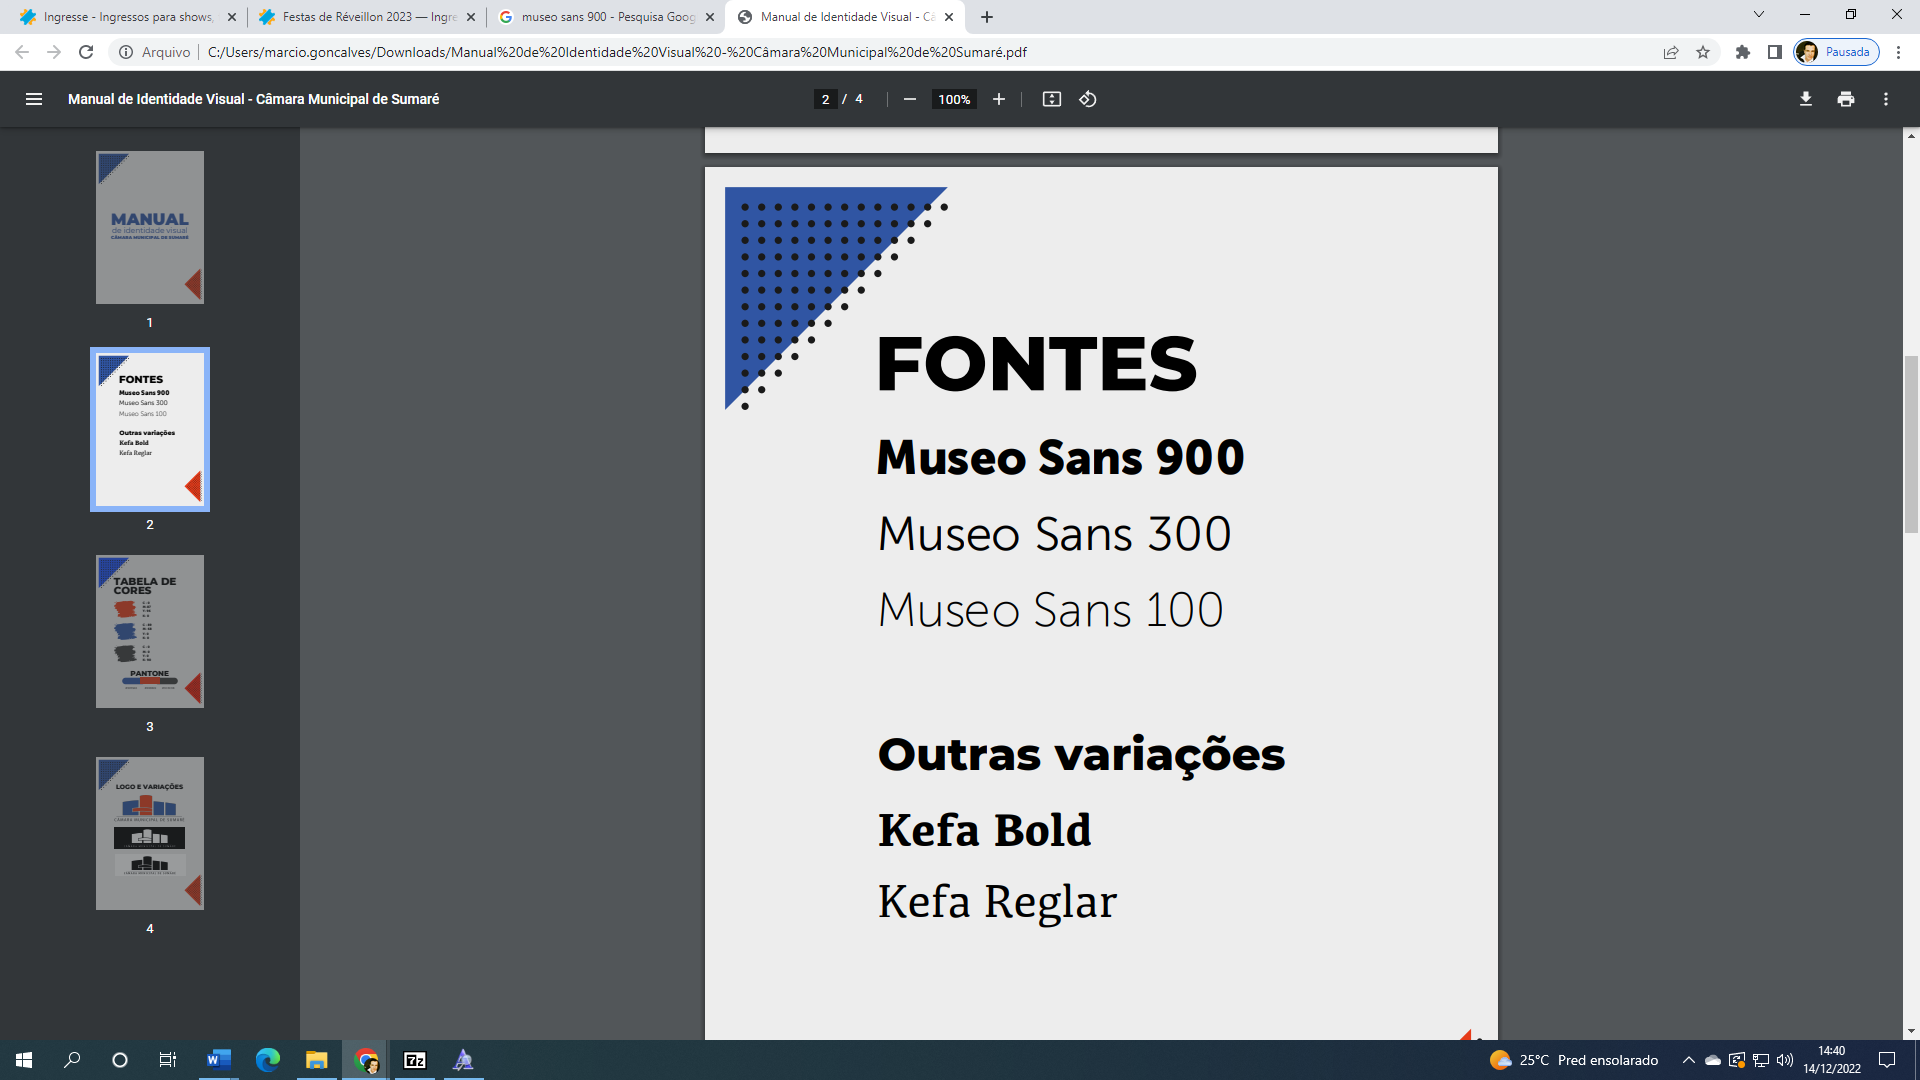 Ingresse - Ingressos para shows,
Festas de Réveillon 2023 — Ingre
museo sans 900 - Pesquisa Goog
Manual de Identidade Visual - Câ
Arquivo
C:/Users/marcio.goncalves/Downloads/Manual%20de%20Identidade%20Visual%20-%20Câmara%20Municipal%20de%20Sumaré.pdf
Pausada
Manual de Identidade Visual - Câmara Municipal de Sumaré
2 / 4
100%
MANUAL
de identidade visual
CÂMARA MUNICIPAL DE SUMARÉ
1
FONTES
Museo Sans 900
Museo Sans 300
Museo Sans 100
Outras variações
Kefa Bold
Kefa Reglar
2
TABELA DE
CORES
PANTONE
3
LOGO E VARIAÇÕES
CÂMARA MUNICIPAL DE SUMARÉ
4
FONTES
Museo Sans 900
Museo Sans 300
Museo Sans 100
Outras variações
Kefa Bold
Kefa Reglar
25°C Pred ensolarado
14:40
14/12/2022